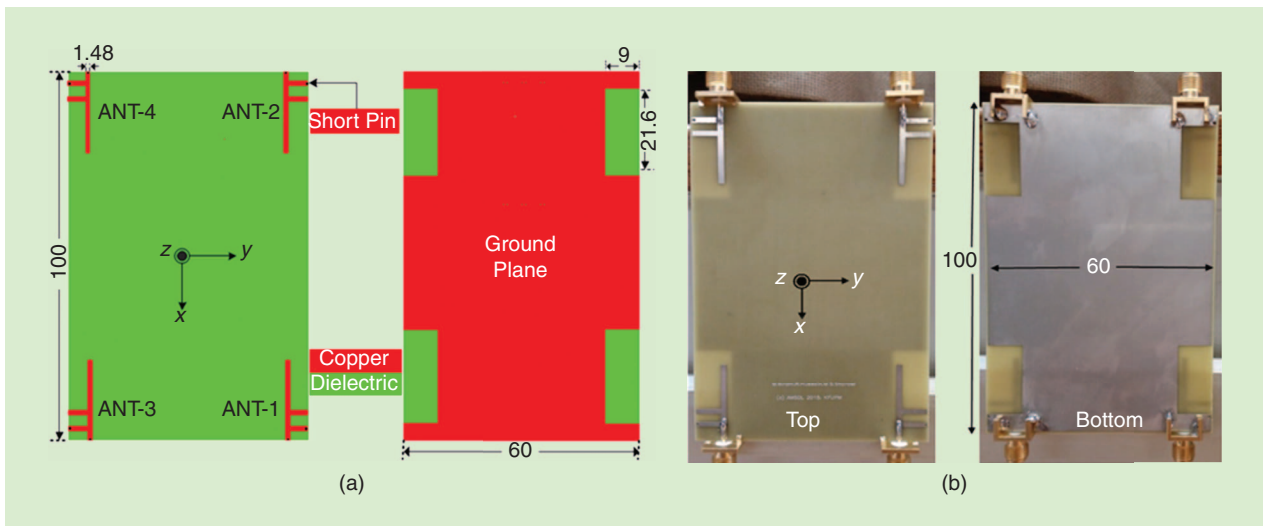 1.48
9
ANT-4
ANT-2
Short Pin
21.6
100
z
y
x
Ground
Plane
Copper
Dielectric
ANT-3
ANT-1
60
(a)
100
60
z
y
x
Top
Bottom
(b)